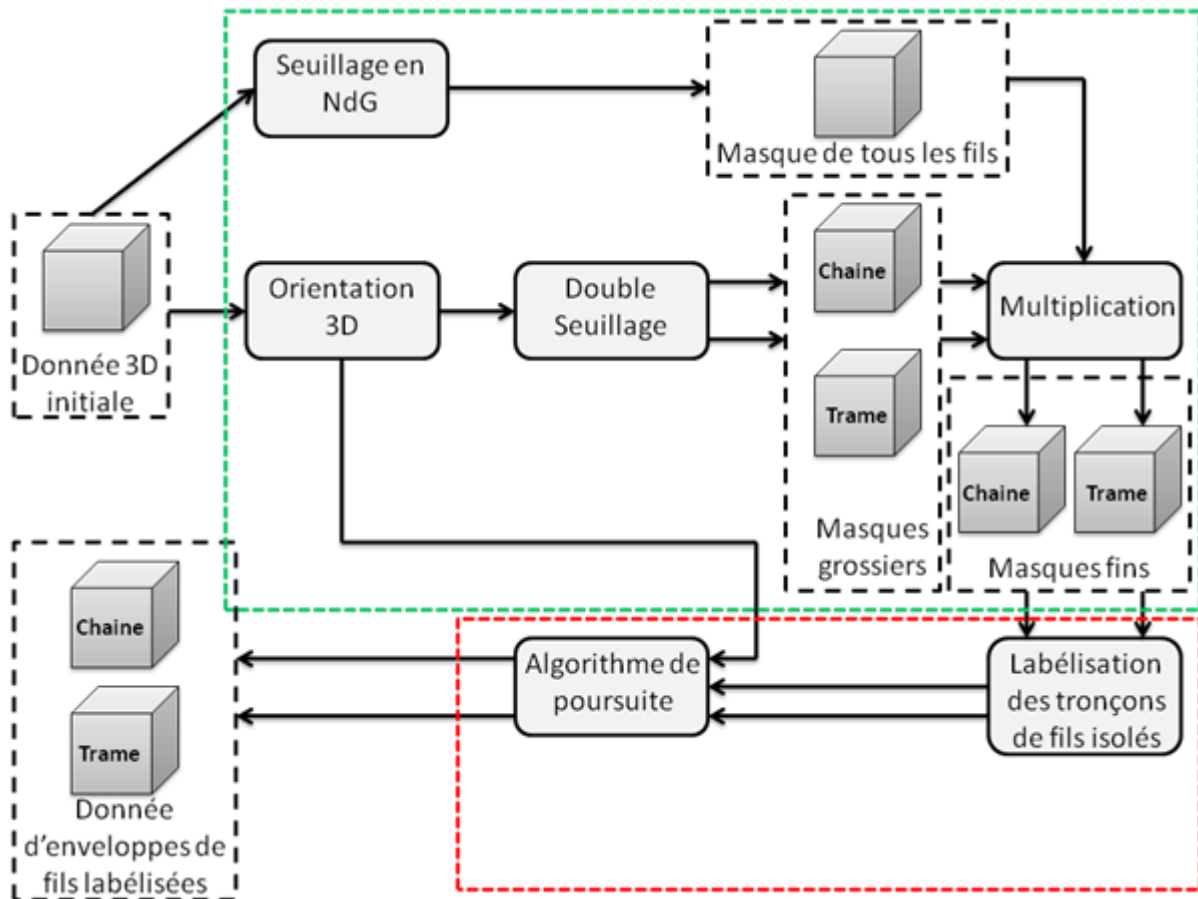 Seuillage en
NdG
Masque de tous les fils
Donnée 3D
initiale
Orientation
3D
Double
Seuillage
Chaine
Trame
Masques
grossiers
Multiplication
Chaine
Trame
Masques fins
Labélisation
des tronçons
de fils isolés
Algorithme de
poursuite
Chaine
Trame
Donnée
d'enveloppes de
fils labélisées